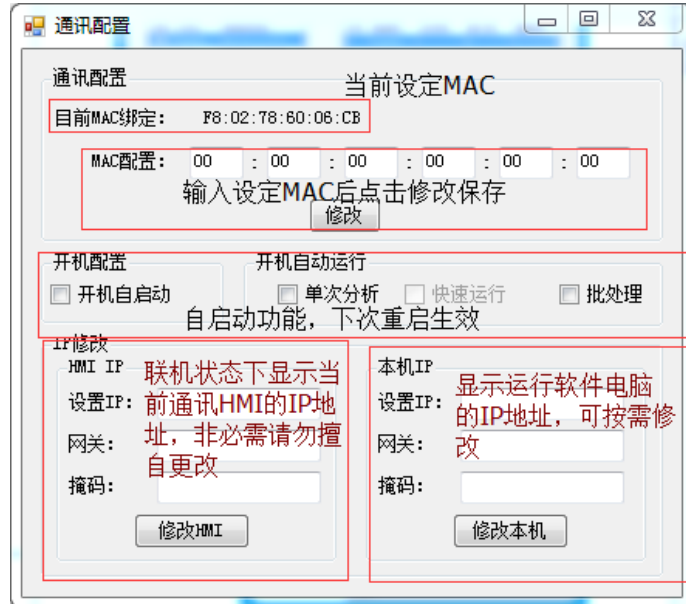 通讯配置
通讯配置
当前设定MAC
目前MAC绑定： F8:02:78:60:06:CB
MAC配置： 00 : 00 : 00 : 00 : 00 : 00
输入设定MAC后点击修改保存
修改
开机配置 开机自动运行
开机自启动 单次分析 快速运行 批处理
自启动功能，下次重启生效
IP修改
HMI IP
联机状态下显示当
设置IP：
前通讯HMI的IP地
址，非必需请勿擅
网关：
自更改
掩码：
修改HMI
本机IP
显示运行软件电脑
设置IP：
的IP地址，可按需修
网关：
改
掩码：
修改本机